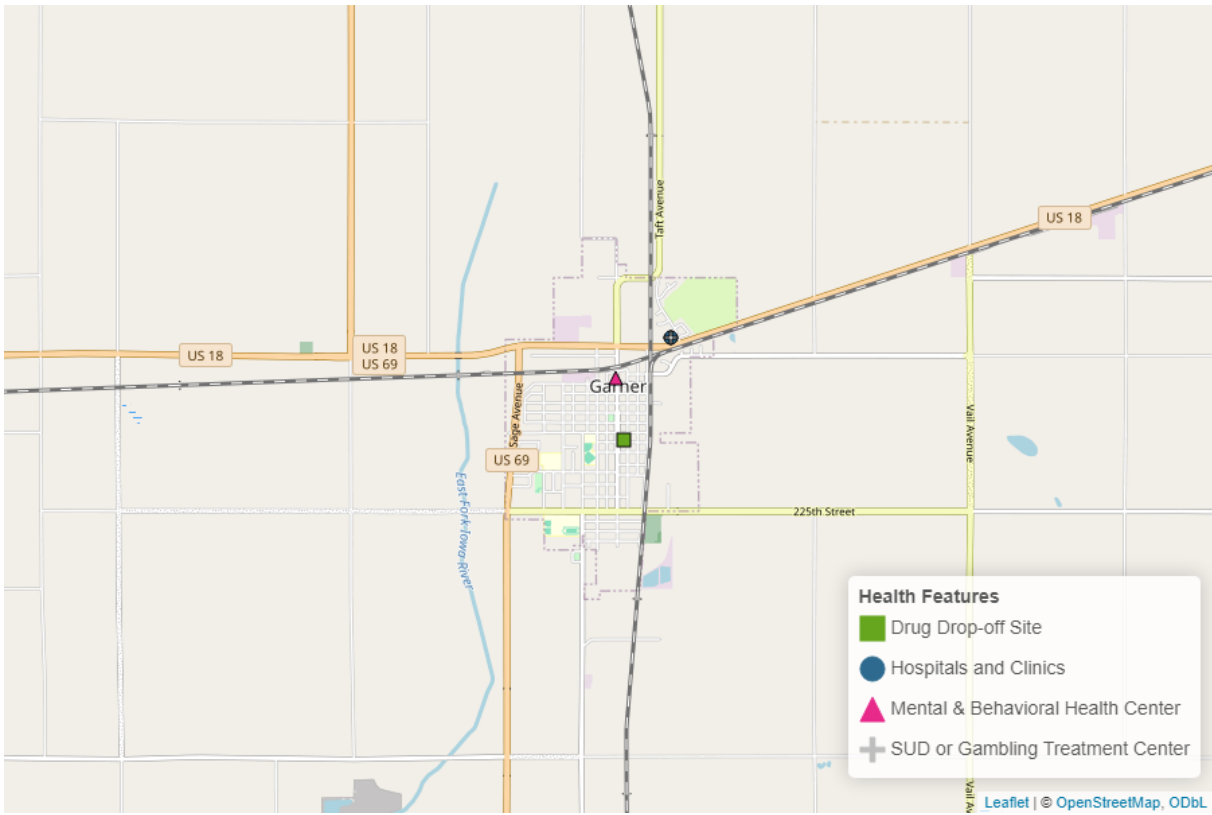 Taft Avenue
US 18
US 18
US 18
US 69
Garner
Sage Avenue
Vail Avenue
US 69
East Fork Iowa River
225th Street
Health Features
Drug Drop-off Site
Hospitals and Clinics
Mental & Behavioral Health Center
SUD or Gambling Treatment Center
Vail Av
Leaflet | © OpenStreetMap, ODbL